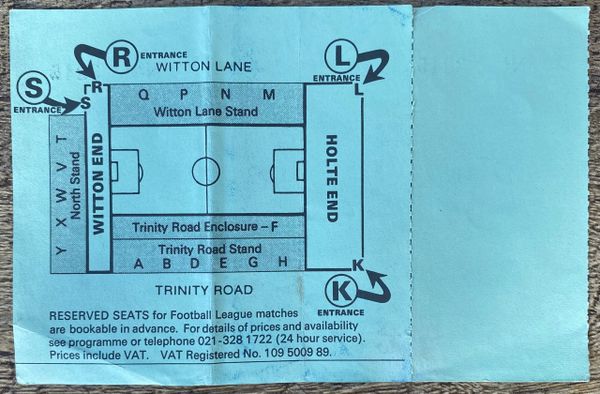 R ENTRANCE
WITTON LANE
L
ENTRANCE
S
ENTRANCE
R
S
L
Q P N M
Witton Lane Stand
WITTON END
HOLTE END
Y X W V T
North Stand
Trinity Road Enclosure – F
Trinity Road Stand
A B D E G H
K
TRINITY ROAD
K
ENTRANCE
RESERVED SEATS for Football League matches
are bookable in advance. For details of prices and availability
see programme or telephone 021-328 1722 (24 hour service).
Prices include VAT. VAT Registered No. 109 5009 89.